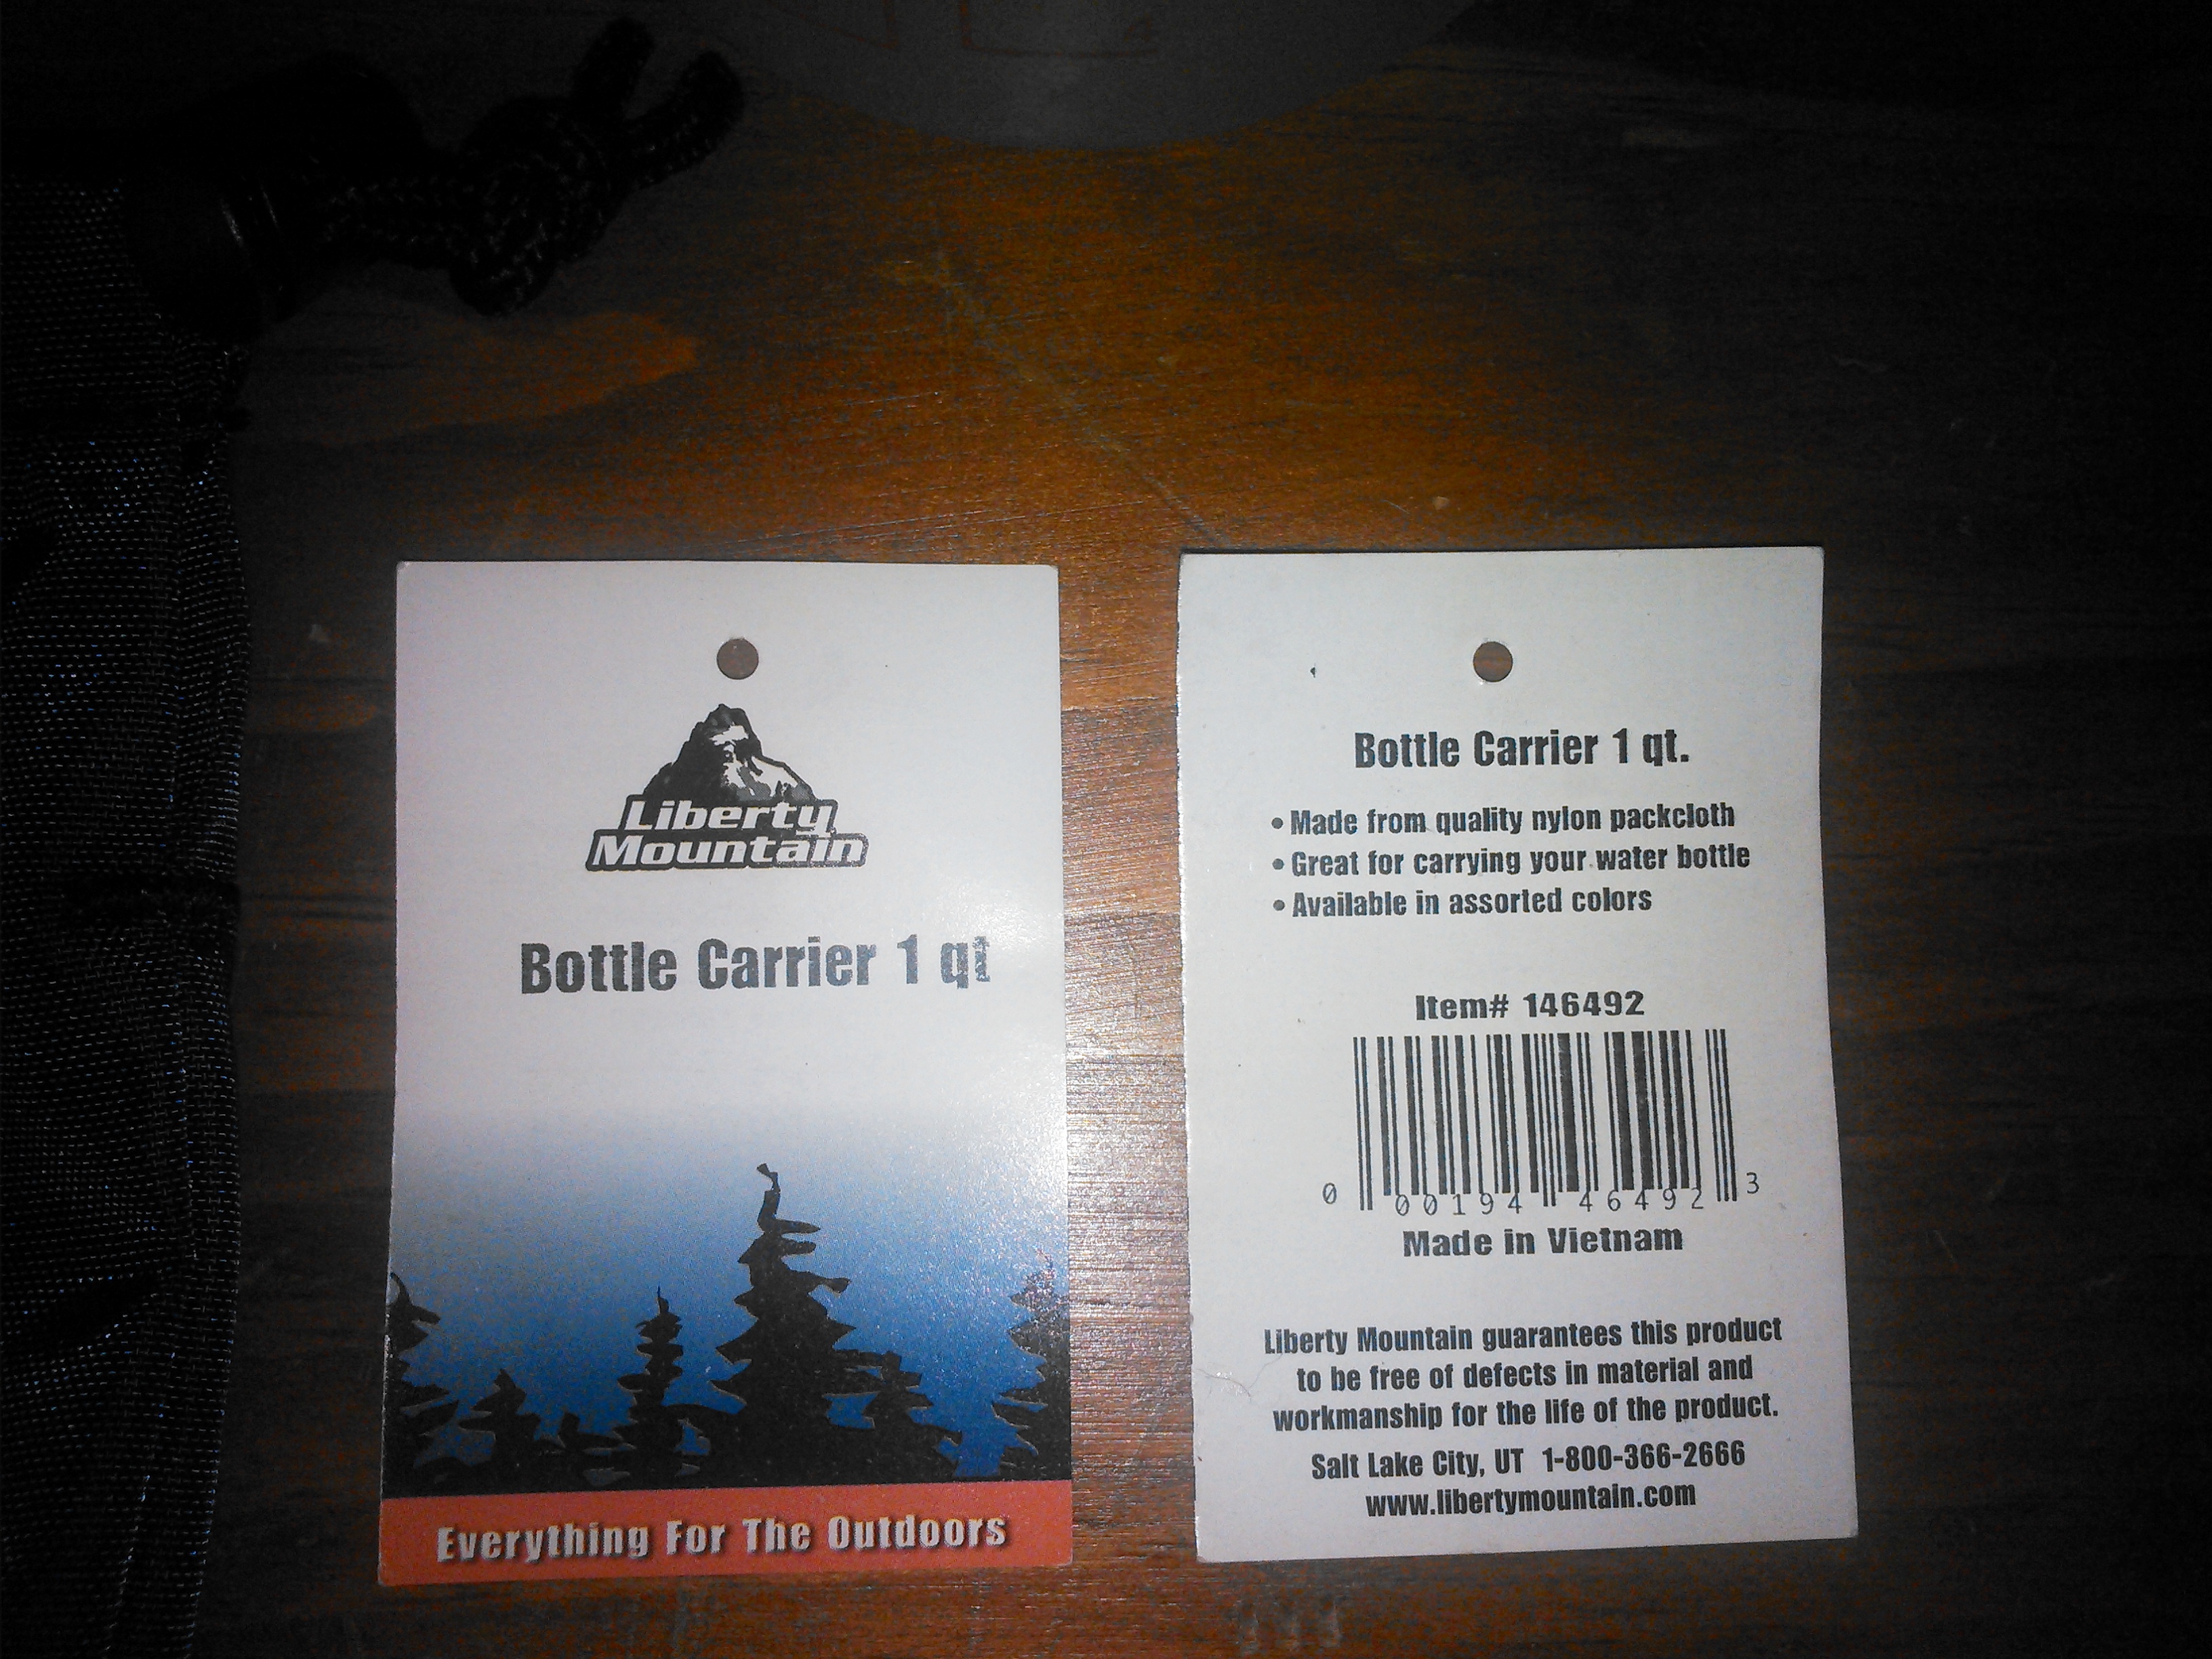 4
Liberty
Mountain
Bottle Carrier 1 qt
Everything For The Outdoors
Bottle Carrier 1 qt.
• Made from quality nylon packcloth
• Great for carrying your water bottle
• Available in assorted colors
Item# 146492
0 00194 46492 3
Made in Vietnam
Liberty Mountain guarantees this product
to be free of defects in material and
workmanship for the life of the product.
Salt Lake City, UT 1-800-366-2666
www.libertymountain.com